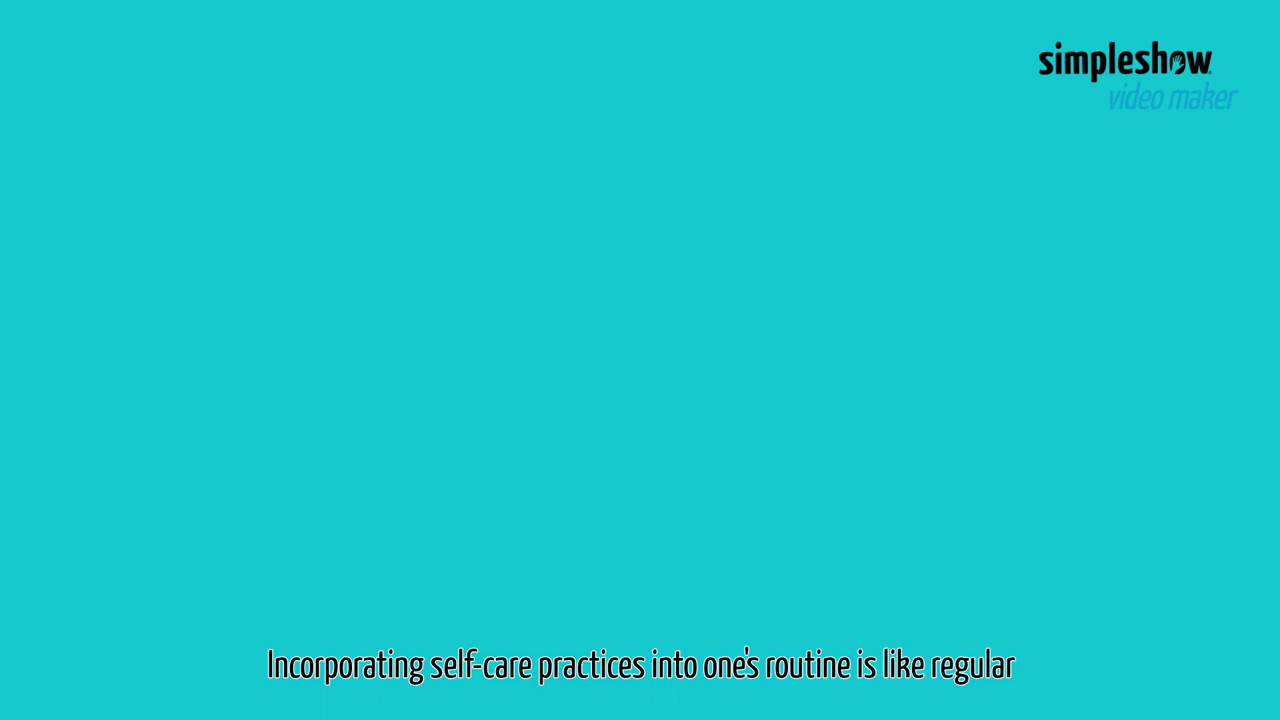 simpleshow
video maker
Incorporating self-care practices into one's routine is like regular